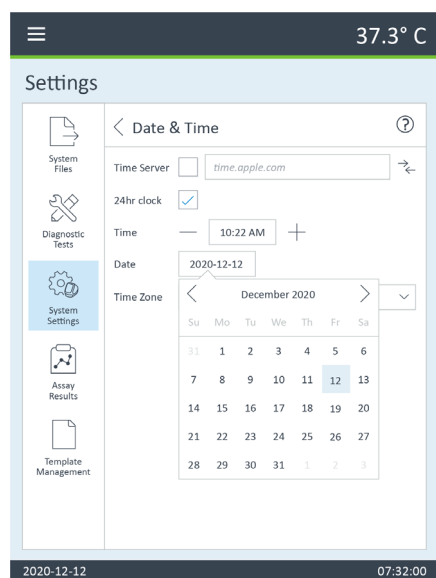 37.3° C
Settings
System
Files
Diagnostic
Tests
System
Settings
Assay
Results
Template
Management
Date & Time
?
Time Server
time.apple.com
24hr clock
Time
10:22 AM
Date
2020-12-12
Time Zone
December 2020
Su Mo Tu We Th Fr Sa
31 1 2 3 4 5 6
7 8 9 10 11 12 13
14 15 16 17 18 19 20
21 22 23 24 25 26 27
28 29 30 31 1 2 3
2020-12-12 07:32:00